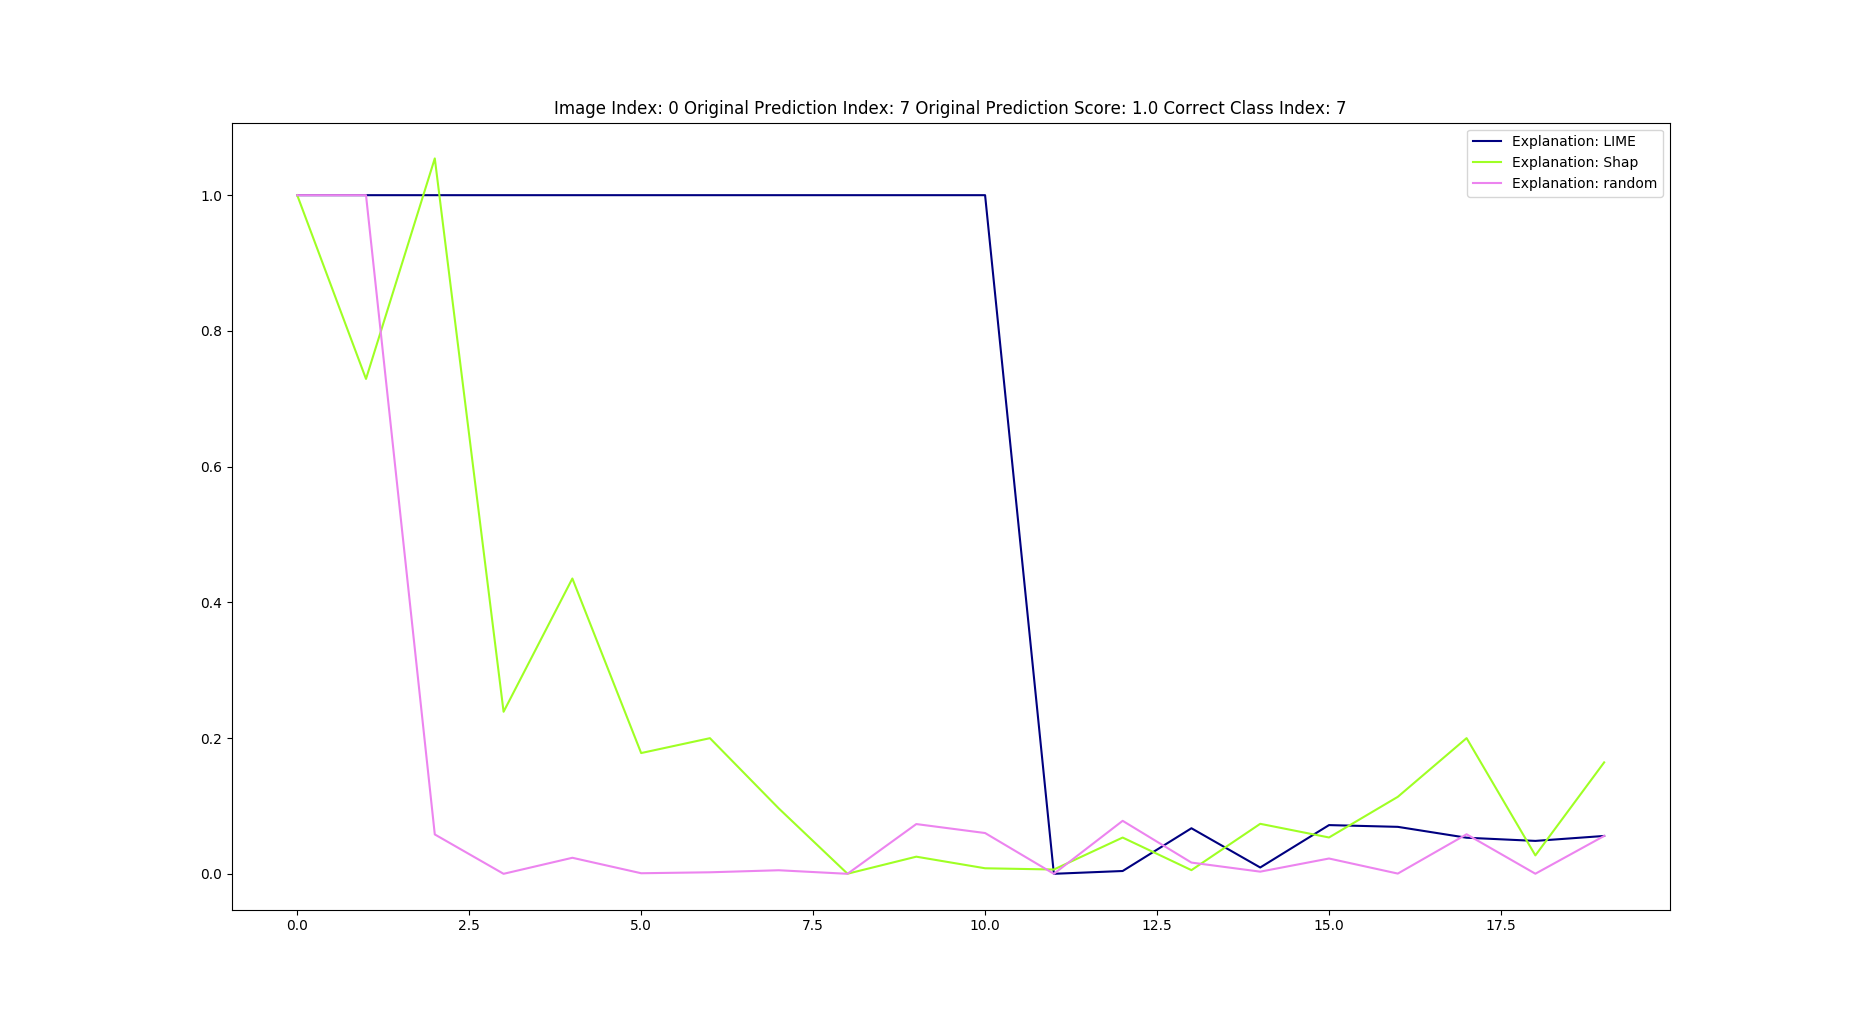 Image Index: 0 Original Prediction Index: 7 Original Prediction Score: 1.0 Correct Class Index: 7
Explanation: LIME
Explanation: Shap
Explanation: random
1.0
0.8
0.6
0.4
0.2
0.0
0.0 2.5 5.0 7.5 10.0 12.5 15.0 17.5